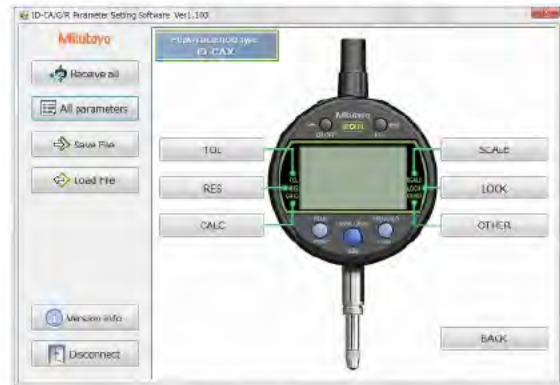 ID-CA/G/R Parameter Setting Software Ver1.100
Mitutoyo
ID-CAX
Receive all
All parameters
Save File
Load File
Version info
Disconnect
Mitutoyo
TOL
RES
CALC
SCALE
LOCK
OTHER
BACK